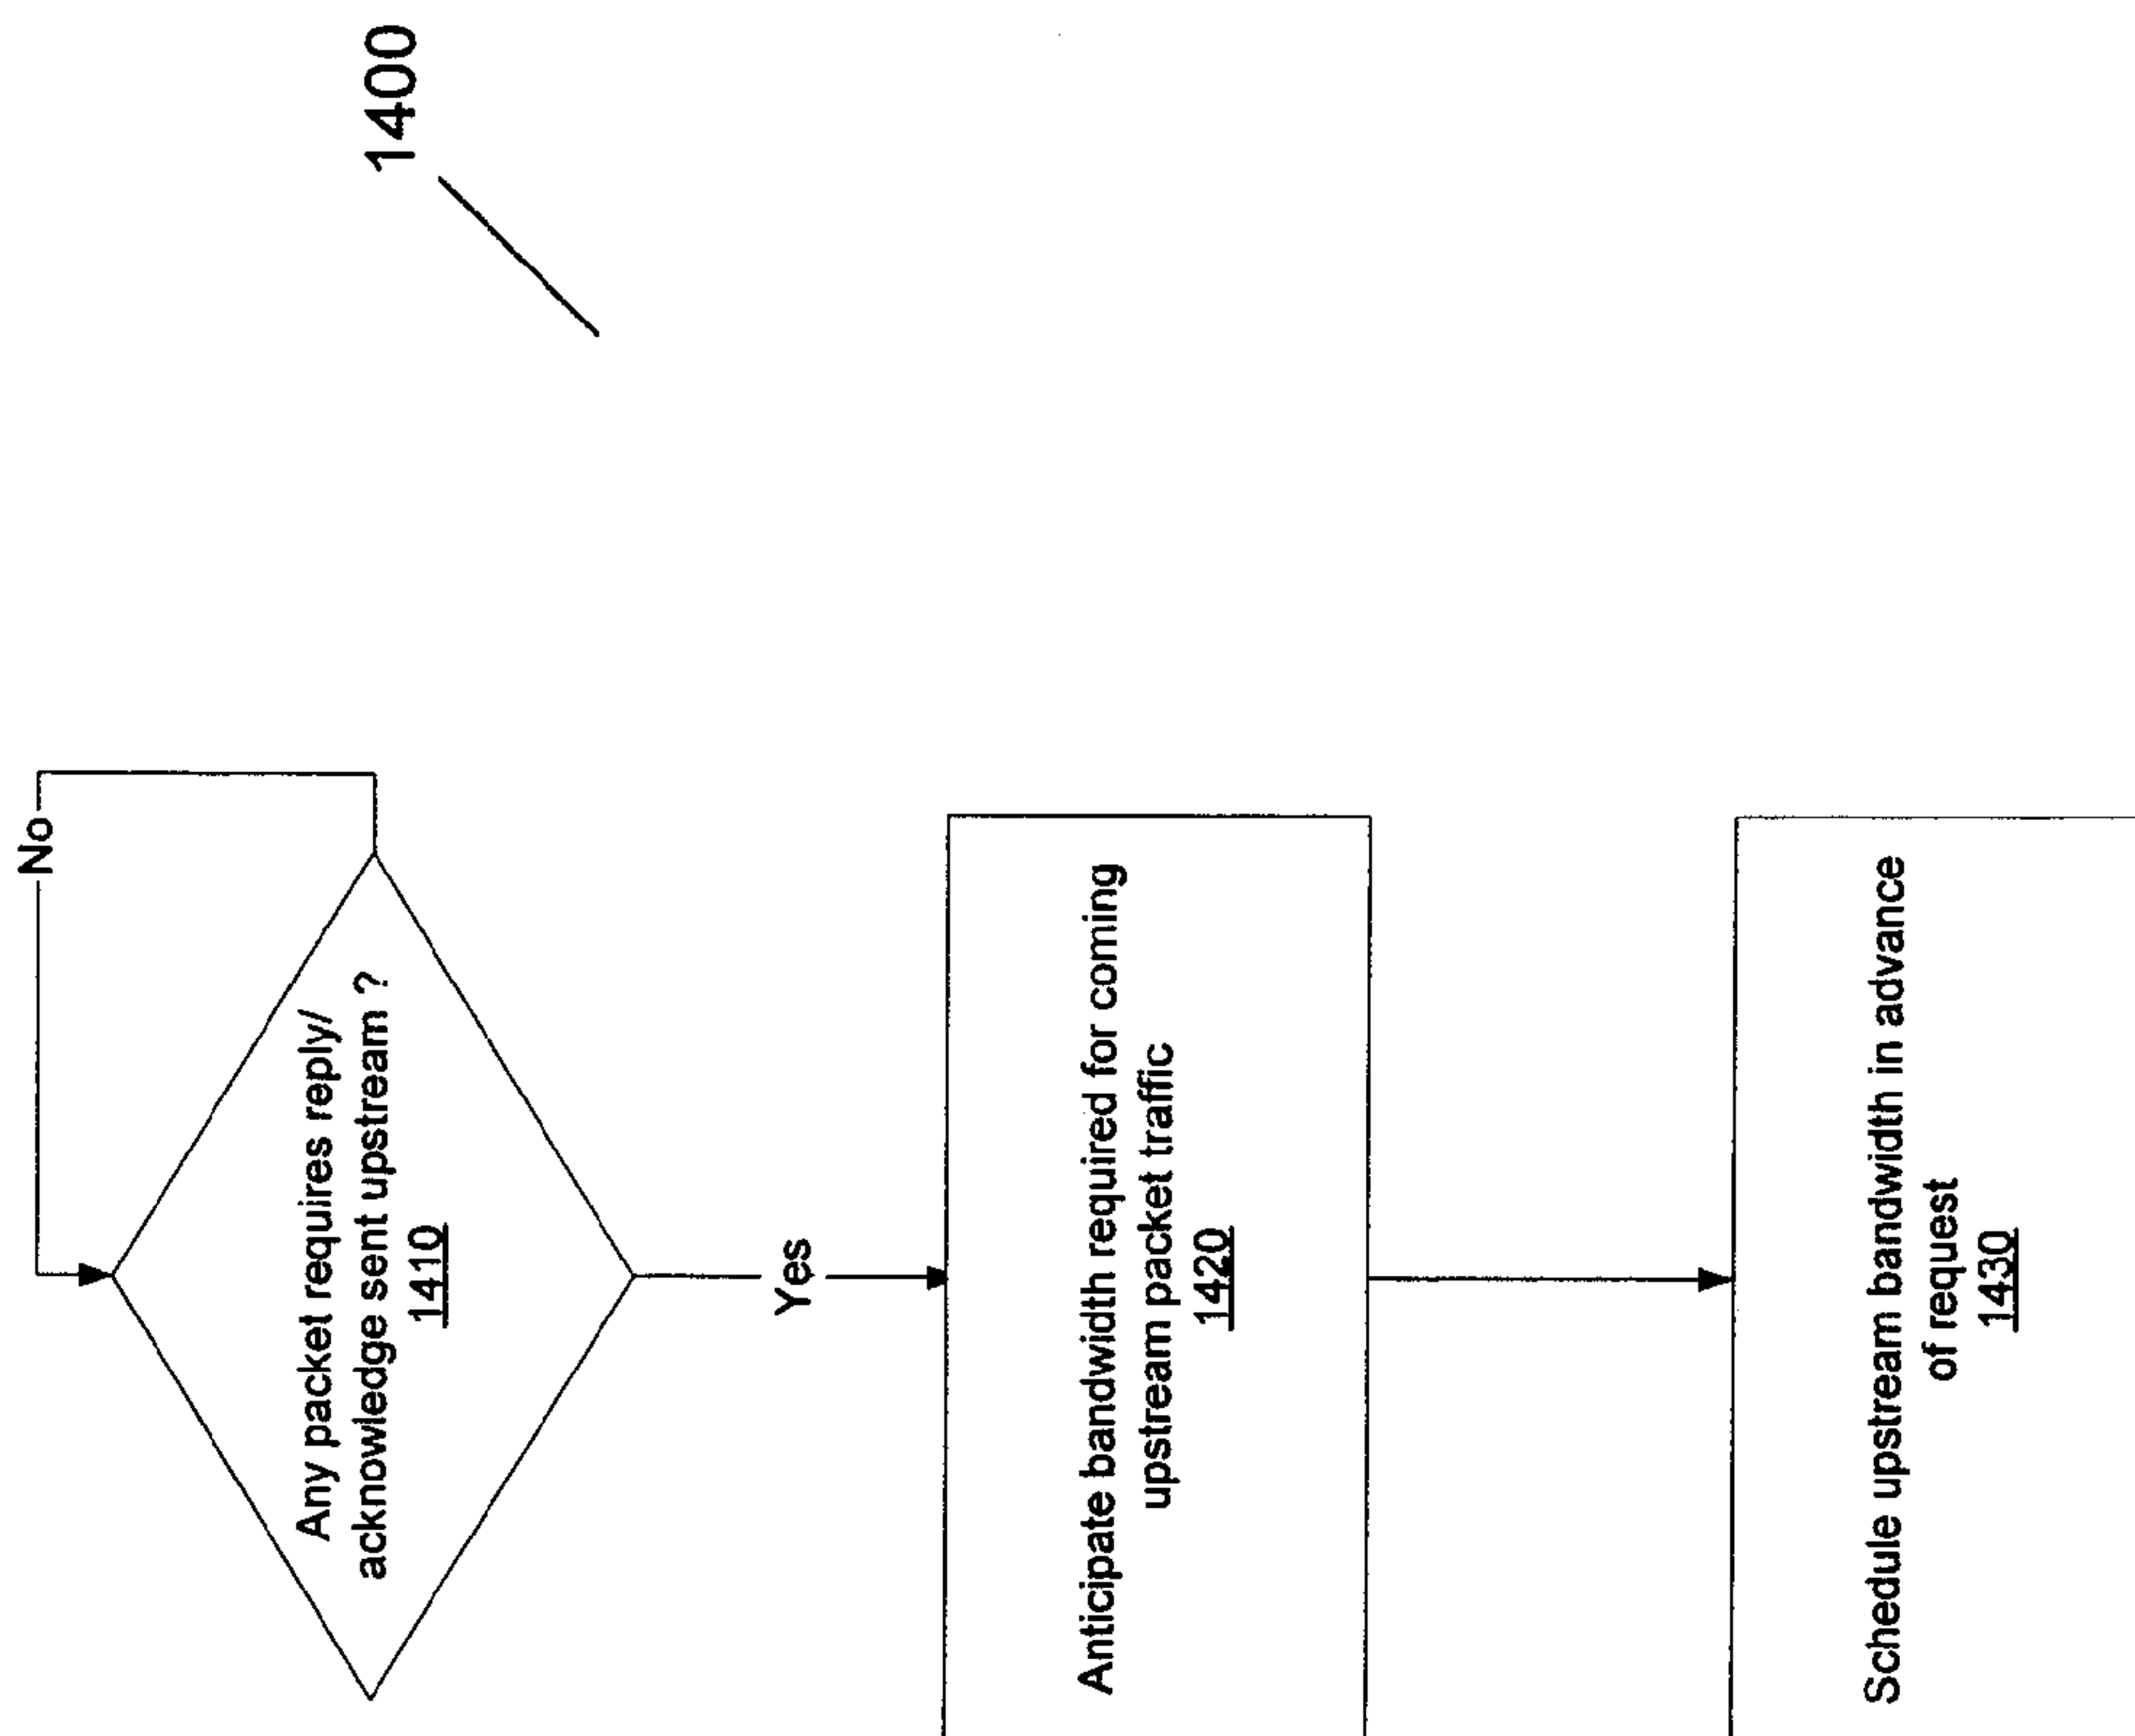 1400
No
Any packet requires reply/
acknowledge sent upstream ?
1410
Yes
Anticipate bandwidth required for coming
upstream packet traffic
1420
Schedule upstream bandwidth in advance
of request
1430